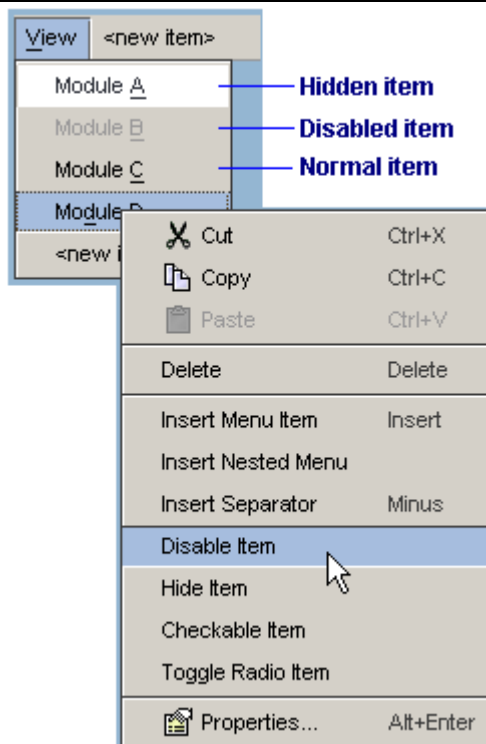 View <new item>
Module A Hidden item
Module B Disabled item
Module C Normal item
Module
<new
Cut Ctrl+X
Copy Ctrl+C
Paste Ctrl+V
Delete Delete
Insert Menu Item Insert
Insert Nested Menu
Insert Separator Minus
Disable Item
Hide Item
Checkable Item
Toggle Radio Item
Properties... Alt+Enter